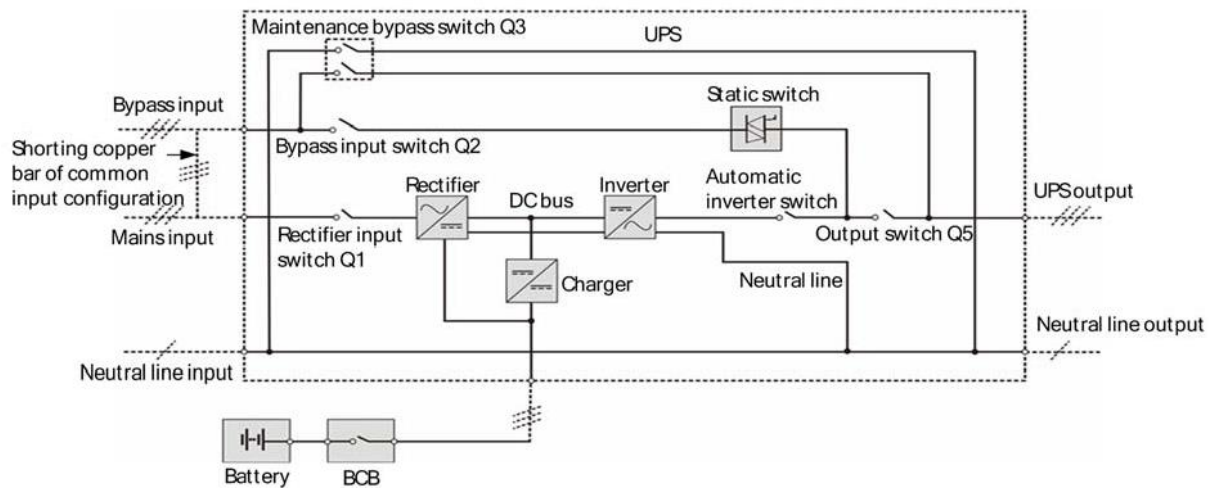 Maintenance bypass switch Q3
UPS
Bypass input
Static switch
Shorting copper
bar of common
input configuration
Bypass input switch Q2
Rectifier
DC bus
Inverter
Automatic
inverter switch
UPS output
Mains input
Rectifier input
switch Q1
Output switch Q5
Charger
Neutral line
Neutral line output
Neutral line input
Battery
BCB